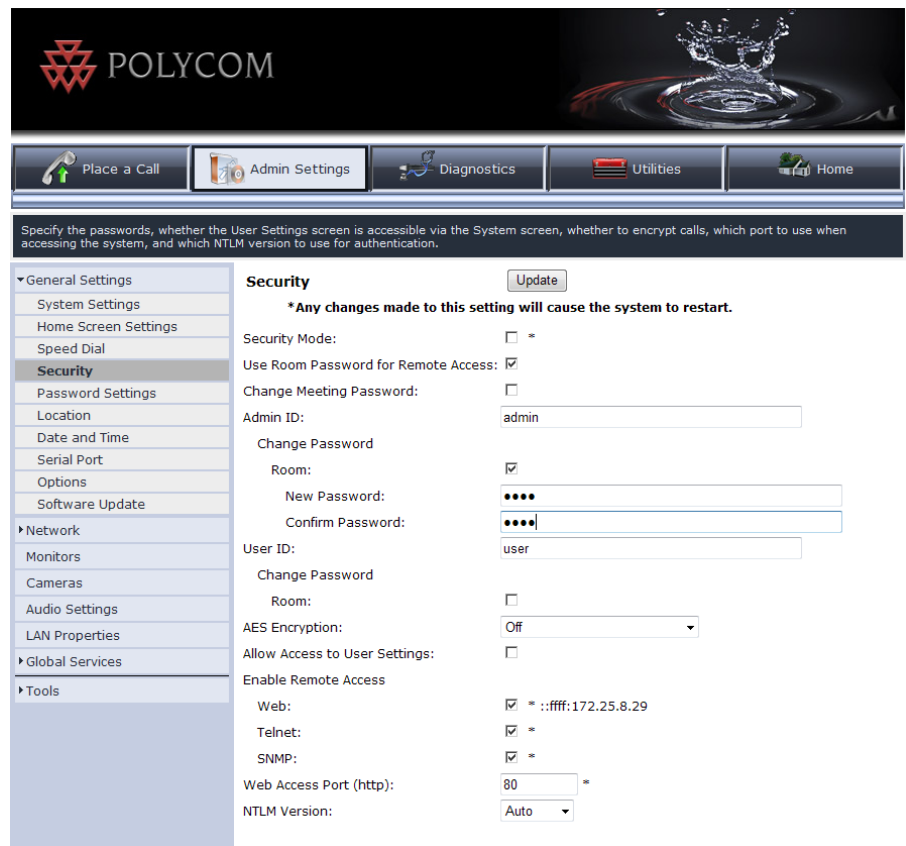 POLYCOM
Place a Call
Admin Settings
Diagnostics
Utilities
Home
Specify the passwords, whether the User Settings screen is accessible via the System screen, whether to encrypt calls, which port to use when
accessing the system, and which NTLM version to use for authentication.
General Settings
System Settings
Home Screen Settings
Speed Dial
Security
Password Settings
Location
Date and Time
Serial Port
Options
Software Update
Network
Monitors
Cameras
Audio Settings
LAN Properties
Global Services
Tools
Security Update
*Any changes made to this setting will cause the system to restart.
Security Mode: *
Use Room Password for Remote Access:
Change Meeting Password:
Admin ID: admin
Change Password
Room:
New Password: ●●●●
Confirm Password: ●●●●
User ID: user
Change Password
Room:
AES Encryption: Off
Allow Access to User Settings:
Enable Remote Access
Web: * ::ffff:172.25.8.29
Telnet: *
SNMP: *
Web Access Port (http): 80 *
NTLM Version: Auto